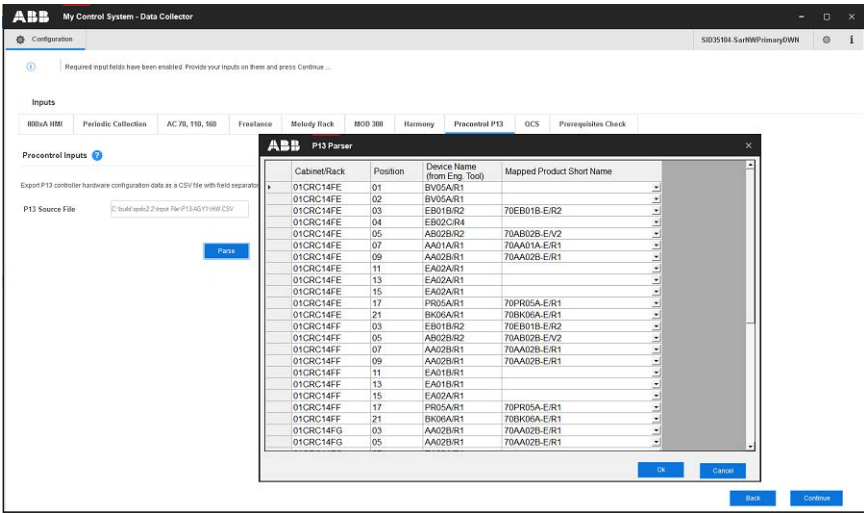 ABB My Control System - Data Collector
Configuration SID35104-SarNWPrimaryDWN
Required input fields have been enabled. Provide your inputs on them and press Continue ...
Inputs
800xA HMI Periodic Collection AC 70, 110, 160 Freelance Melody Rack MOD 300 Harmony Procontrol P13 QCS Prerequisites Check
Procontrol Inputs ?
Export P13 controller hardware configuration data as a CSV file with field separator
P13 Source File
Parse
ABB P13 Parser
Cabinet/Rack Position Device Name (from Eng. Tool) Mapped Product Short Name
01CRC14FE 01 BV05A/R1
01CRC14FE 02 BV05A/R1
01CRC14FE 03 EB01B/R2 70EB01B-E/R2
01CRC14FE 04 EB02C/R4
01CRC14FE 05 AB02B/R2 70AB02B-E/V2
01CRC14FE 07 AA01A/R1 70AA01A-E/R1
01CRC14FE 09 AA02B/R1 70AA02B-E/R1
01CRC14FE 11 EA02A/R1
01CRC14FE 13 EA02A/R1
01CRC14FE 15 EA02A/R1
01CRC14FE 17 PR05A/R1 70PR05A-E/R1
01CRC14FE 21 BK06A/R1 70BK06A-E/R1
01CRC14FF 03 EB01B/R2 70EB01B-E/R2
01CRC14FF 05 AB02B/R2 70AB02B-E/V2
01CRC14FF 07 AA02B/R1 70AA02B-E/R1
01CRC14FF 09 AA02B/R1 70AA02B-E/R1
01CRC14FF 11 EA01B/R1
01CRC14FF 13 EA01B/R1
01CRC14FF 15 EA02A/R1
01CRC14FF 17 PR05A/R1 70PR05A-E/R1
01CRC14FF 21 BK06A/R1 70BK06A-E/R1
01CRC14FG 03 AA02B/R1 70AA02B-E/R1
01CRC14FG 05 AA02B/R1 70AA02B-E/R1
Ok Cancel
Back Continue